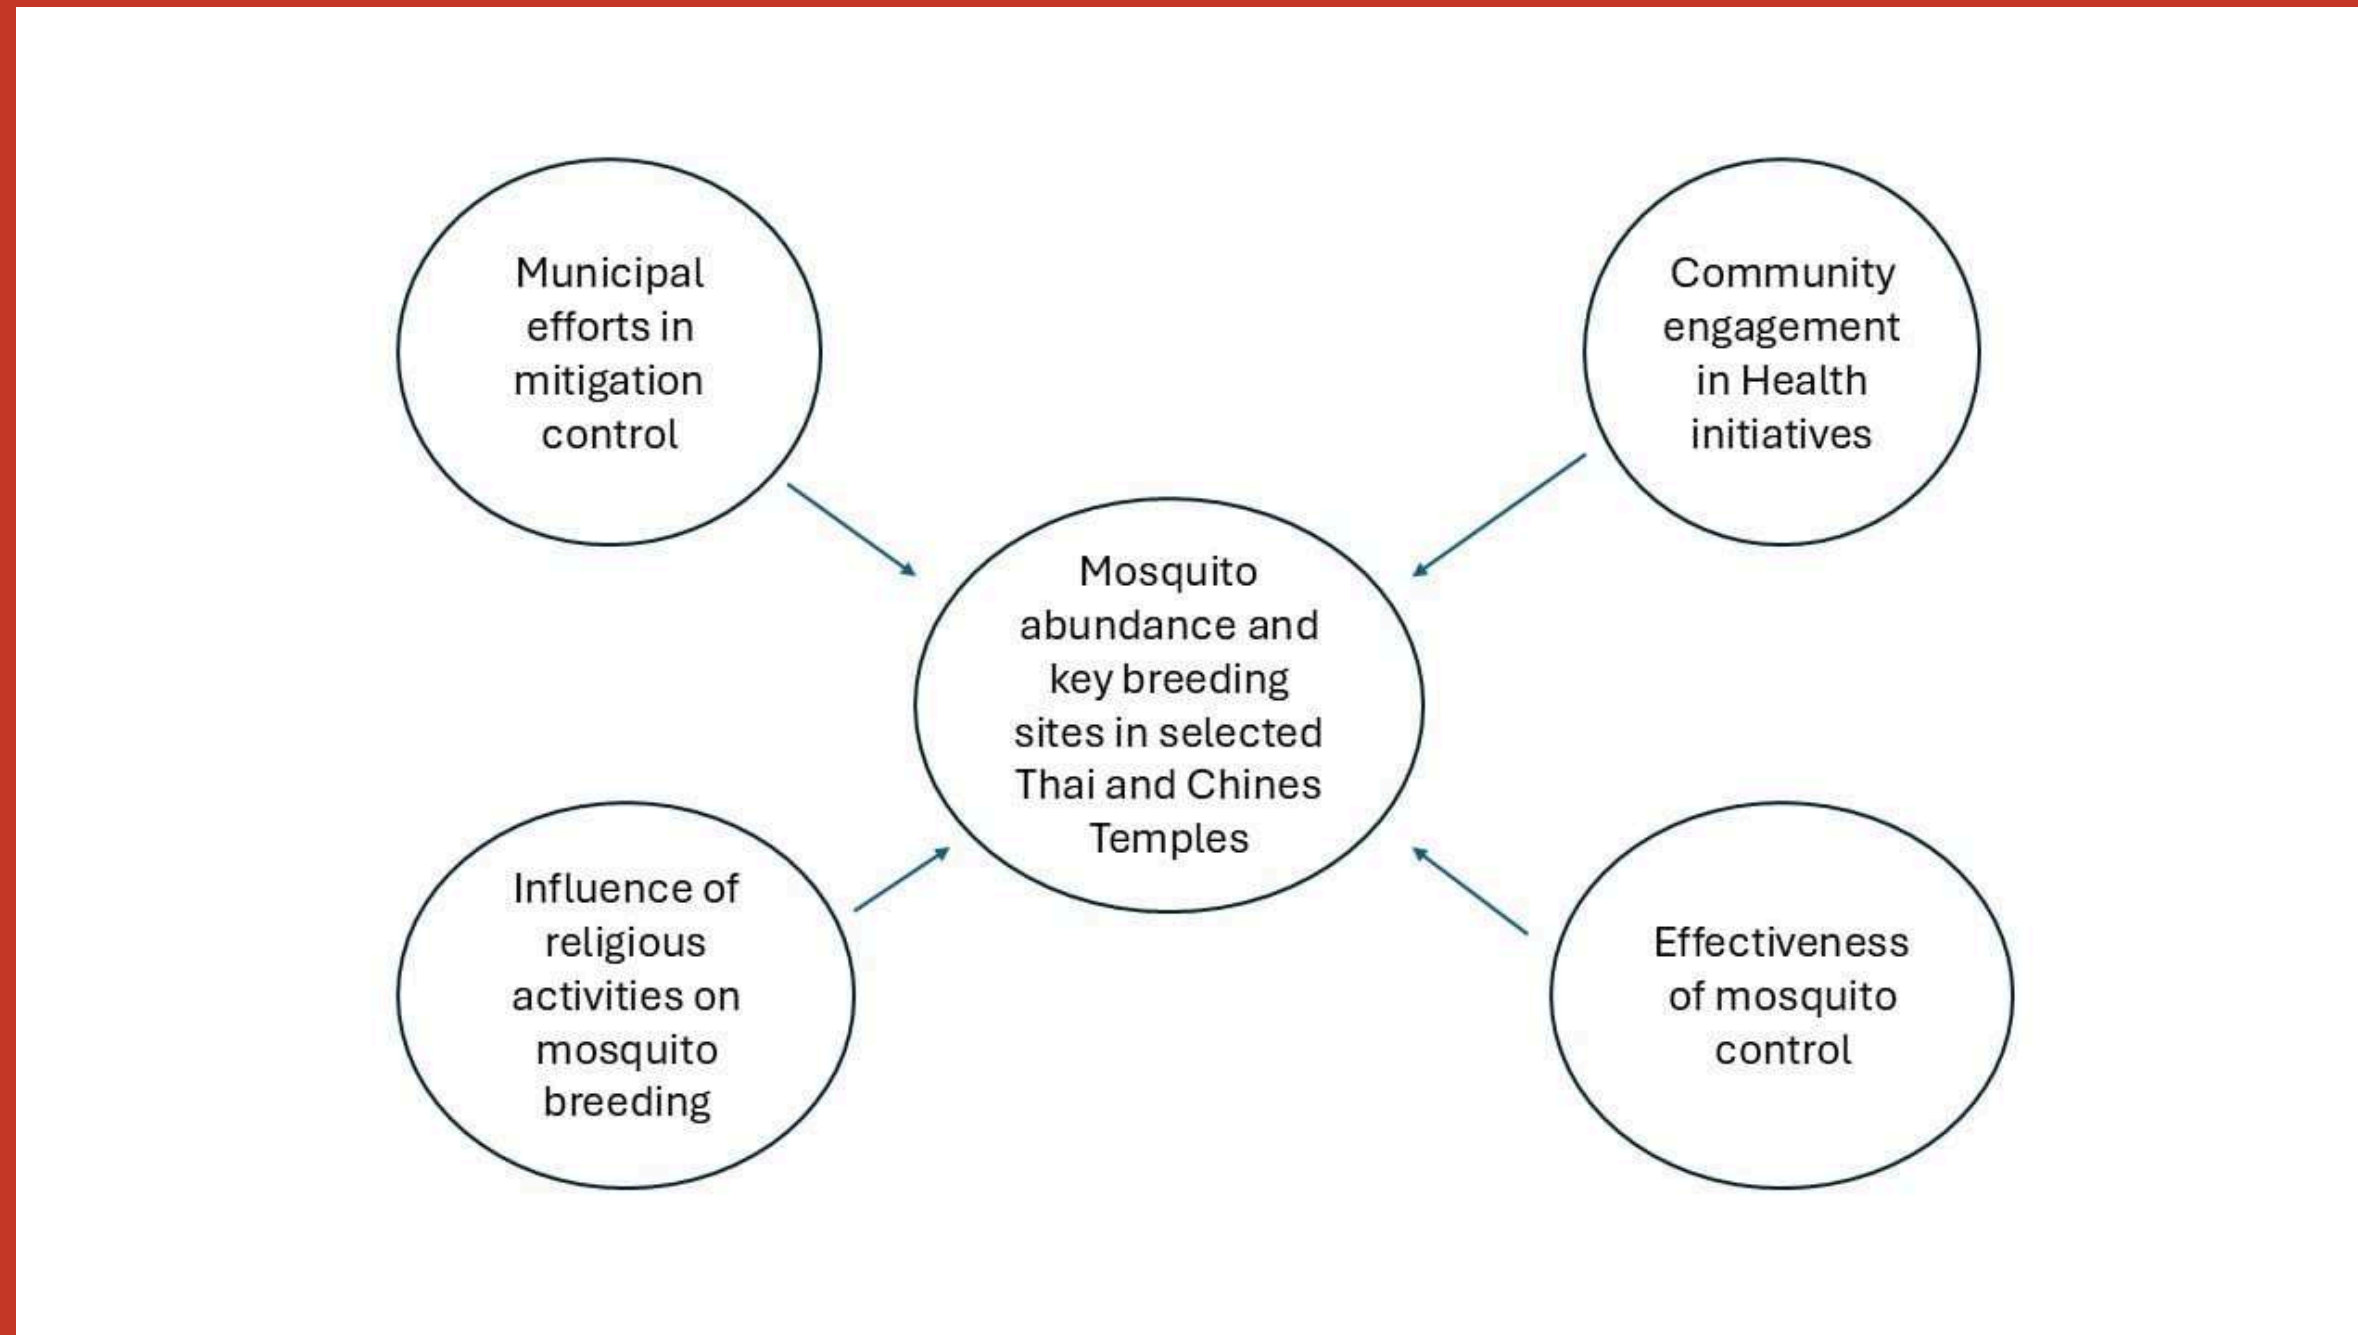 Municipal
efforts in
mitigation
control
Community
engagement
in Health
initiatives
Mosquito
abundance and
key breeding
sites in selected
Thai and Chines
Temples
Influence of
religious
activities on
mosquito
breeding
Effectiveness
of mosquito
control